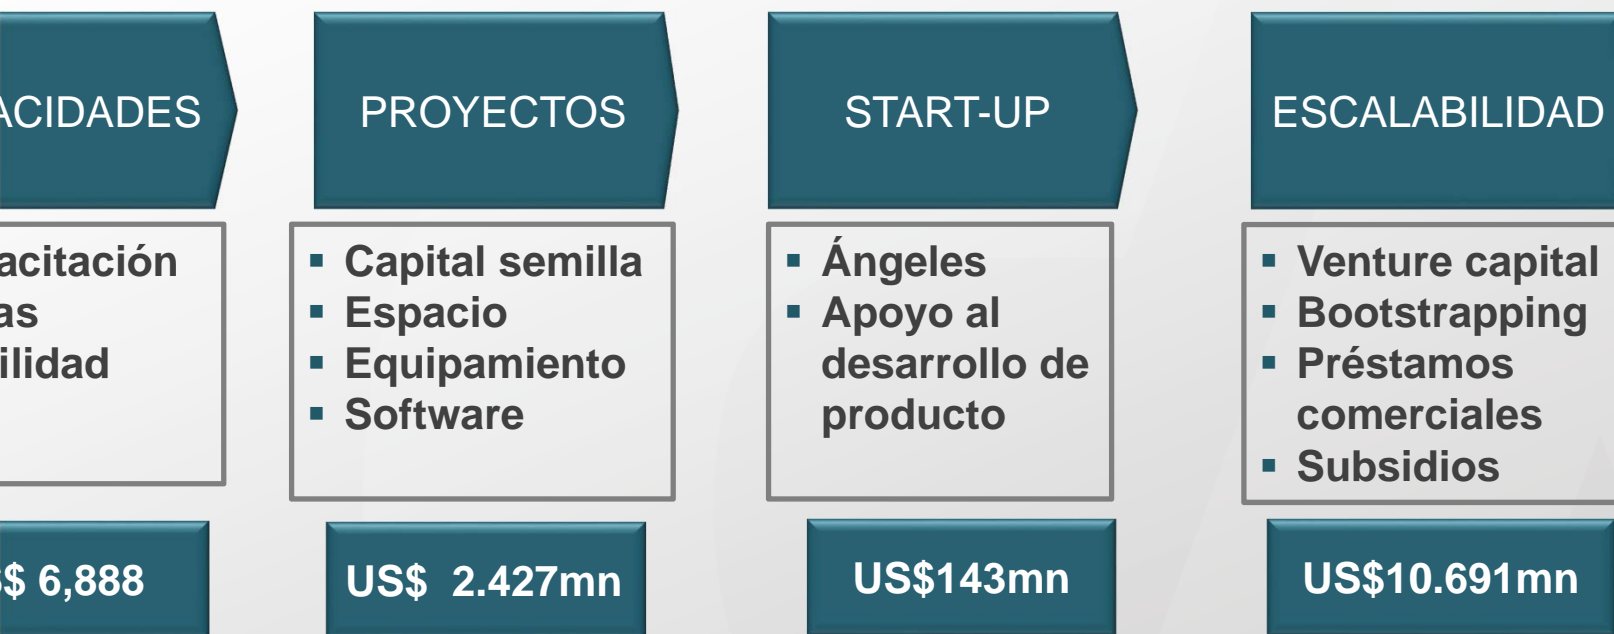 ACIDADES
PROYECTOS
START-UP
ESCALABILIDAD
acitación
as
ilidad
▪ Capital semilla
▪ Espacio
▪ Equipamiento
▪ Software
▪ Ángeles
▪ Apoyo al
desarrollo de
producto
▪ Venture capital
▪ Bootstrapping
▪ Préstamos
comerciales
▪ Subsidios
$ 6,888
US$ 2.427mn
US$143mn
US$10.691mn